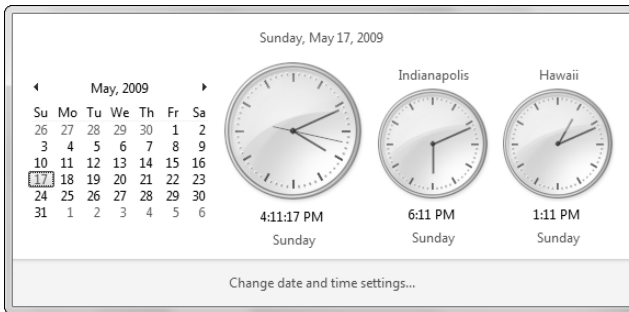 Sunday, May 17, 2009
May, 2009
Su Mo Tu We Th Fr Sa
26 27 28 29 30 1 2
3 4 5 6 7 8 9
10 11 12 13 14 15 16
17 18 19 20 21 22 23
24 25 26 27 28 29 30
31 1 2 3 4 5 6
4:11:17 PM
Sunday
Indianapolis
6:11 PM
Sunday
Hawaii
1:11 PM
Sunday
Change date and time settings...